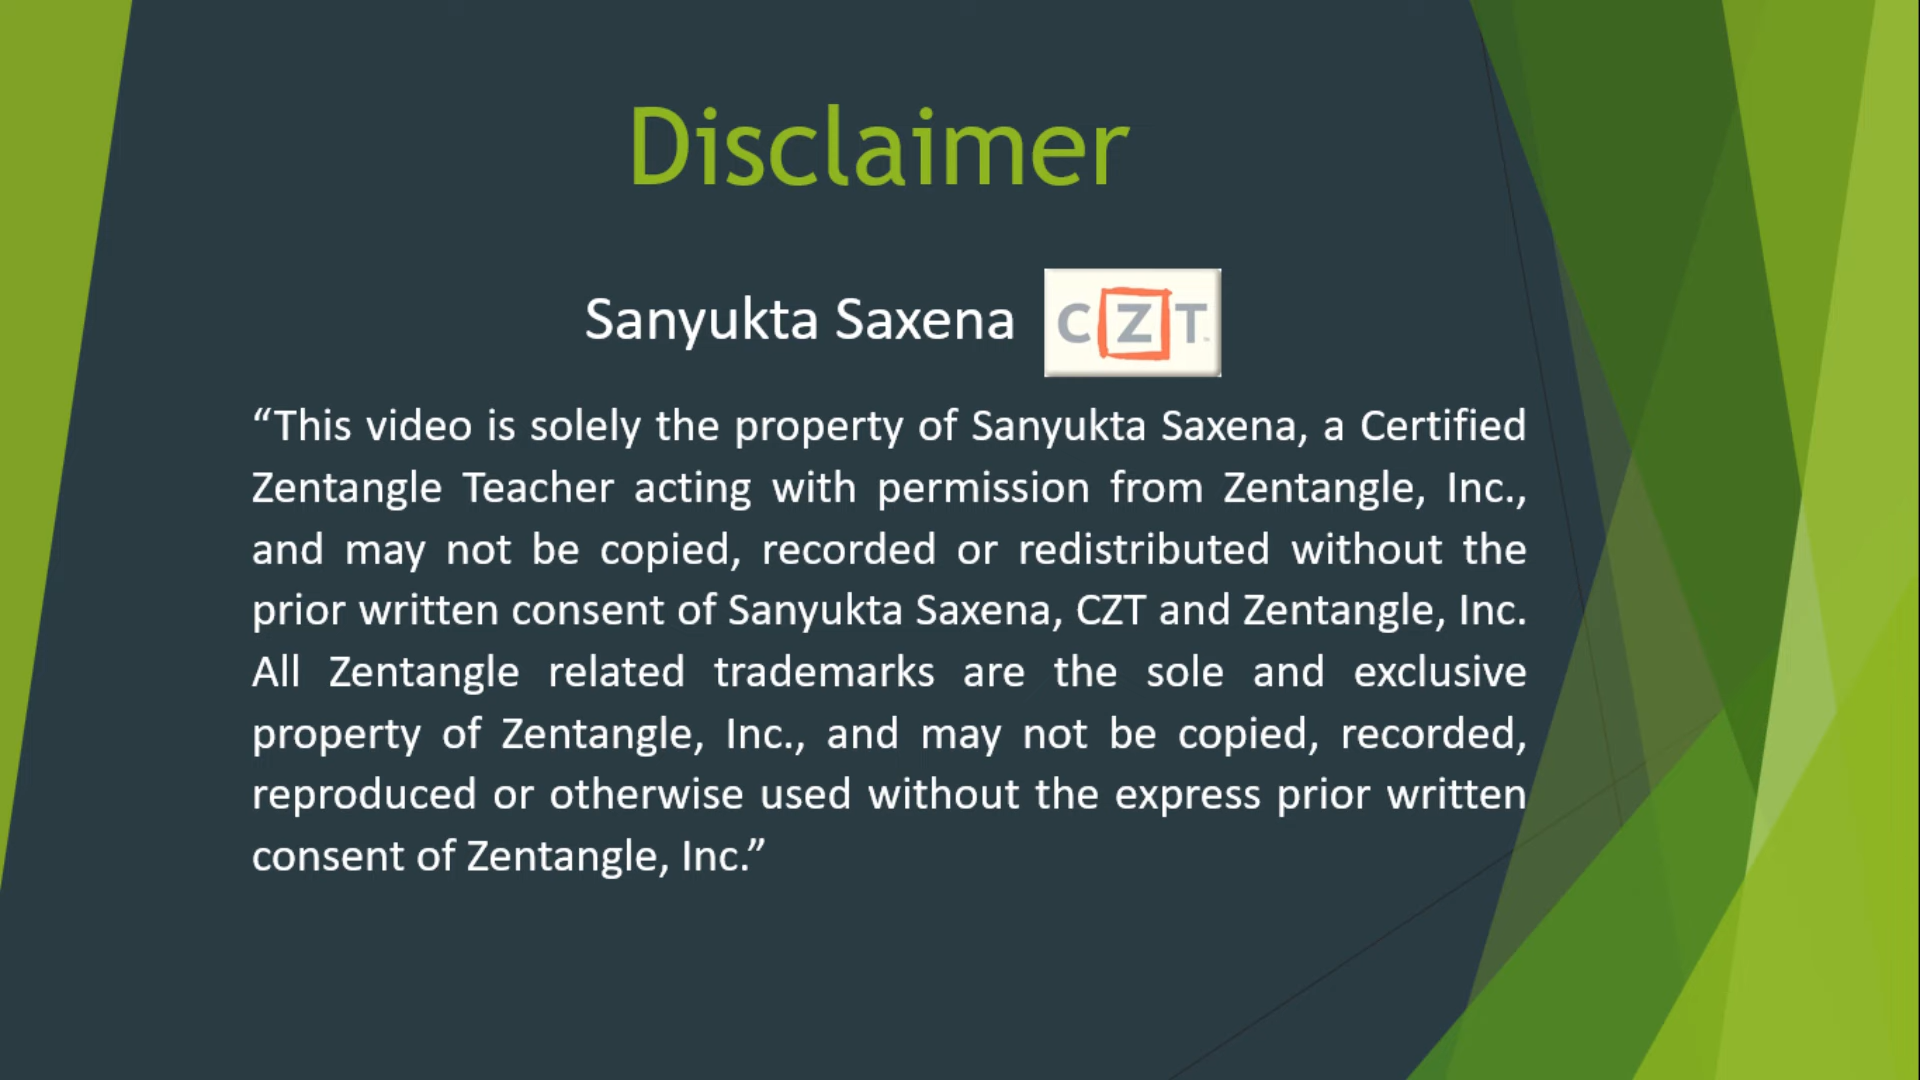 Disclaimer
Sanyukta Saxena CZT
“This video is solely the property of Sanyukta Saxena, a Certified
Zentangle Teacher acting with permission from Zentangle, Inc.,
and may not be copied, recorded or redistributed without the
prior written consent of Sanyukta Saxena, CZT and Zentangle, Inc.
All Zentangle related trademarks are the sole and exclusive
property of Zentangle, Inc., and may not be copied, recorded,
reproduced or otherwise used without the express prior written
consent of Zentangle, Inc.”